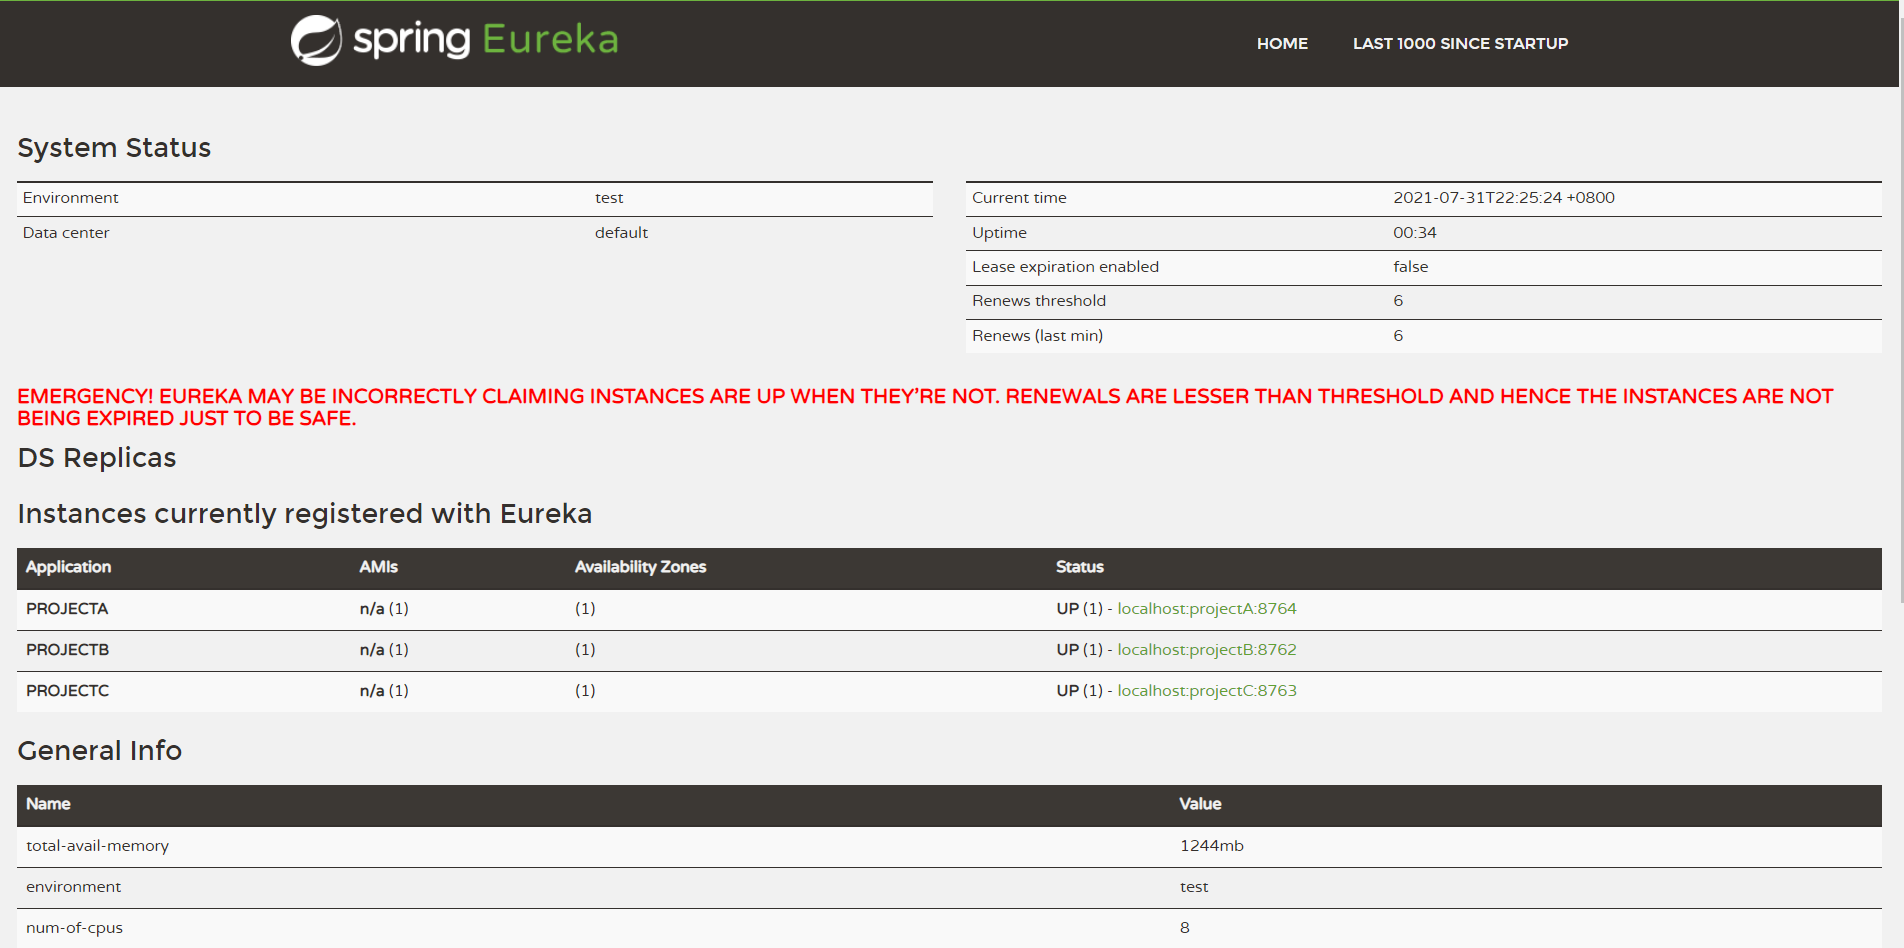 spring Eureka
HOME LAST 1000 SINCE STARTUP
System Status
Environment test
Data center default
Current time 2021-07-31T22:25:24 +0800
Uptime 00:34
Lease expiration enabled false
Renews threshold 6
Renews (last min) 6
EMERGENCY! EUREKA MAY BE INCORRECTLY CLAIMING INSTANCES ARE UP WHEN THEY'RE NOT. RENEWALS ARE LESSER THAN THRESHOLD AND HENCE THE INSTANCES ARE NOT
BEING EXPIRED JUST TO BE SAFE.
DS Replicas
Instances currently registered with Eureka
Application AMIs Availability Zones Status
PROJECTA n/a (1) (1) UP (1) - localhost:projectA:8764
PROJECTB n/a (1) (1) UP (1) - localhost:projectB:8762
PROJECTC n/a (1) (1) UP (1) - localhost:projectC:8763
General Info
Name Value
total-avail-memory 1244mb
environment test
num-of-cpus 8